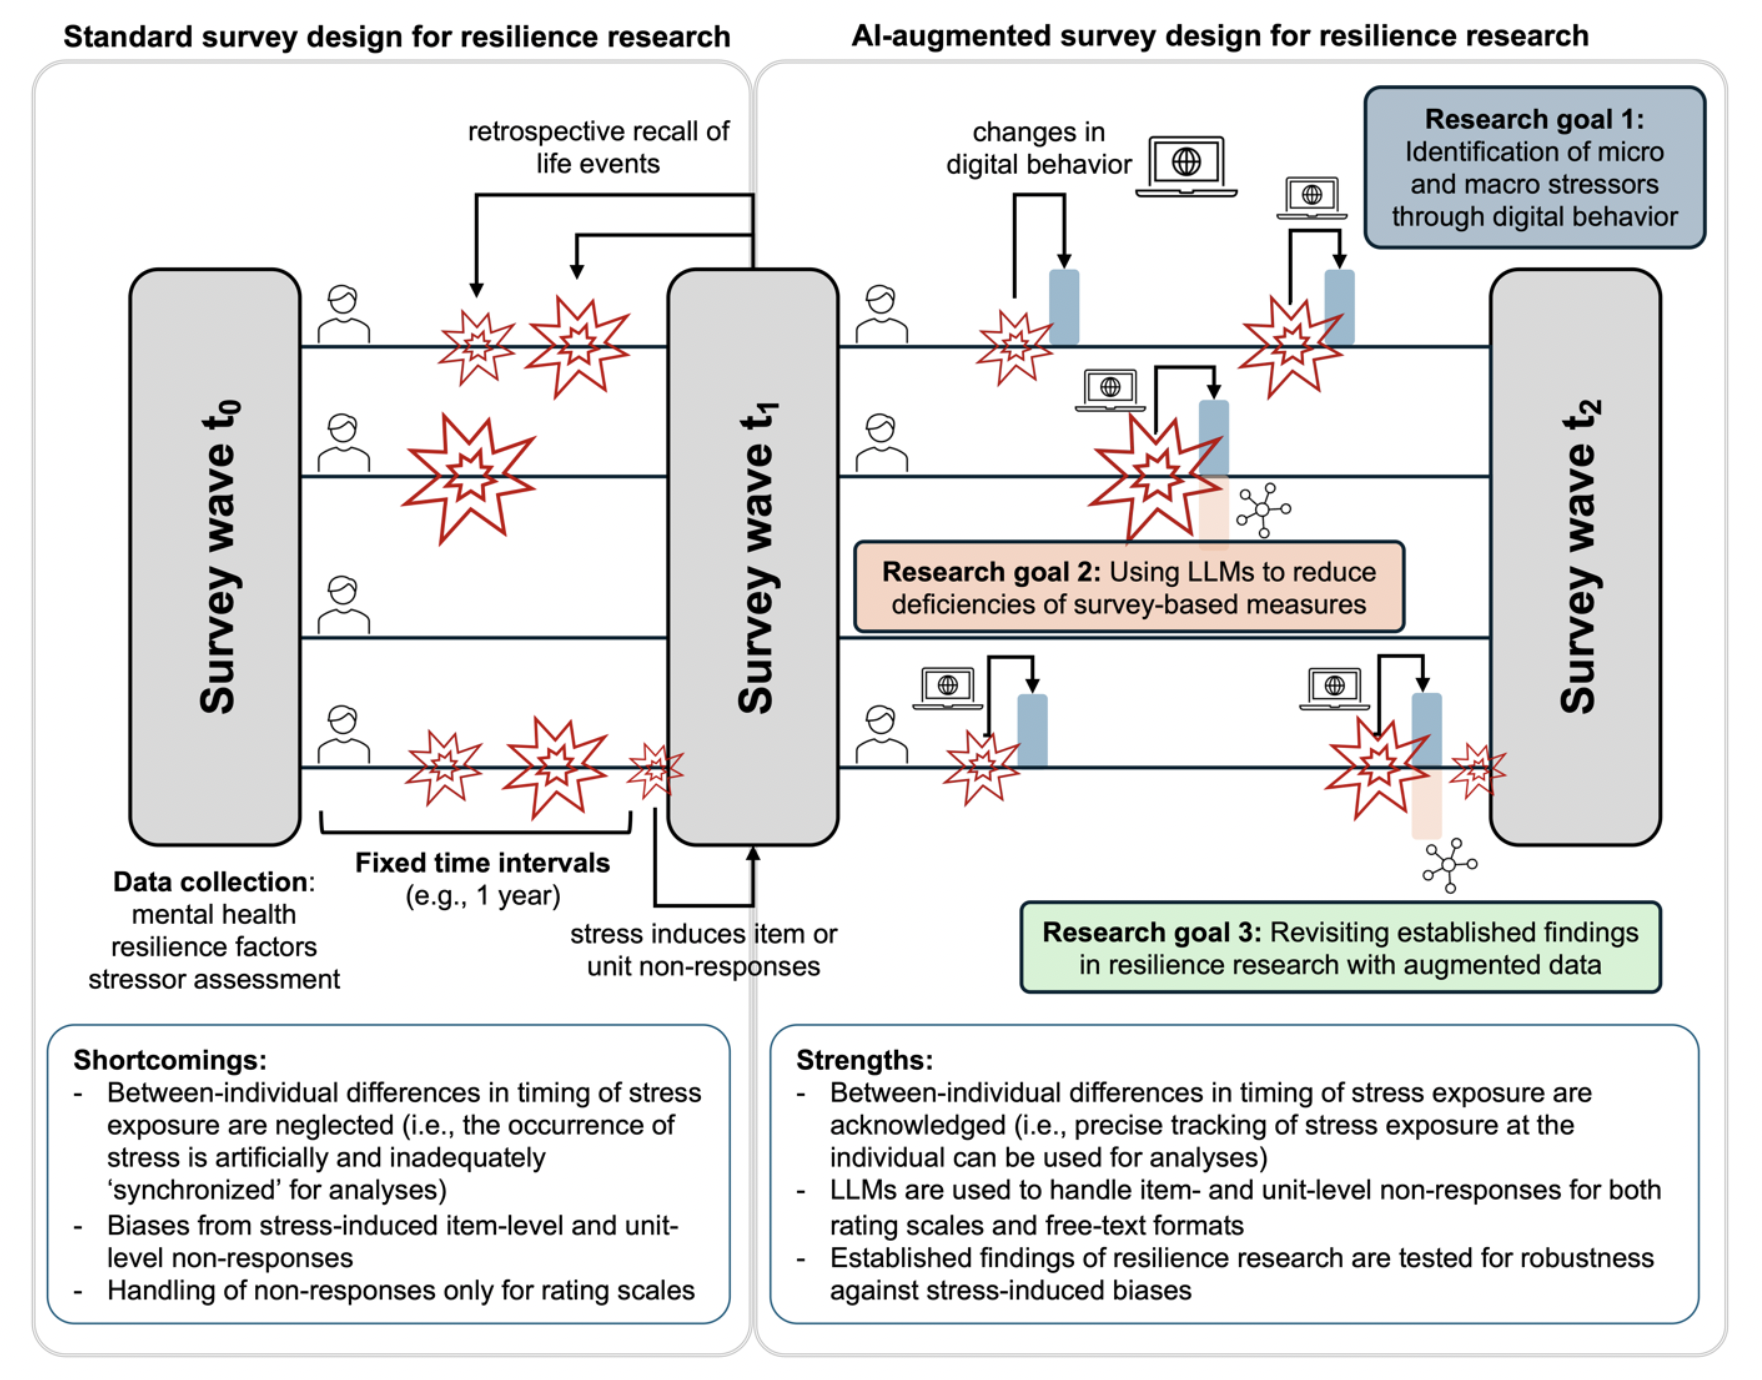 Standard survey design for resilience research
AI-augmented survey design for resilience research
retrospective recall of
life events
changes in
digital behavior
Research goal 1:
Identification of micro
and macro stressors
through digital behavior
Survey wave t0
Survey wave t1
Survey wave t2
Research goal 2: Using LLMs to reduce
deficiencies of survey-based measures
Fixed time intervals
(e.g., 1 year)
Data collection:
mental health
resilience factors
stressor assessment
stress induces item or
unit non-responses
Research goal 3: Revisiting established findings
in resilience research with augmented data
Shortcomings:
- Between-individual differences in timing of stress
exposure are neglected (i.e., the occurrence of
stress is artificially and inadequately
‘synchronized’ for analyses)
- Biases from stress-induced item-level and unit-
level non-responses
- Handling of non-responses only for rating scales
Strengths:
- Between-individual differences in timing of stress exposure are
acknowledged (i.e., precise tracking of stress exposure at the
individual can be used for analyses)
- LLMs are used to handle item- and unit-level non-responses for both
rating scales and free-text formats
- Established findings of resilience research are tested for robustness
against stress-induced biases